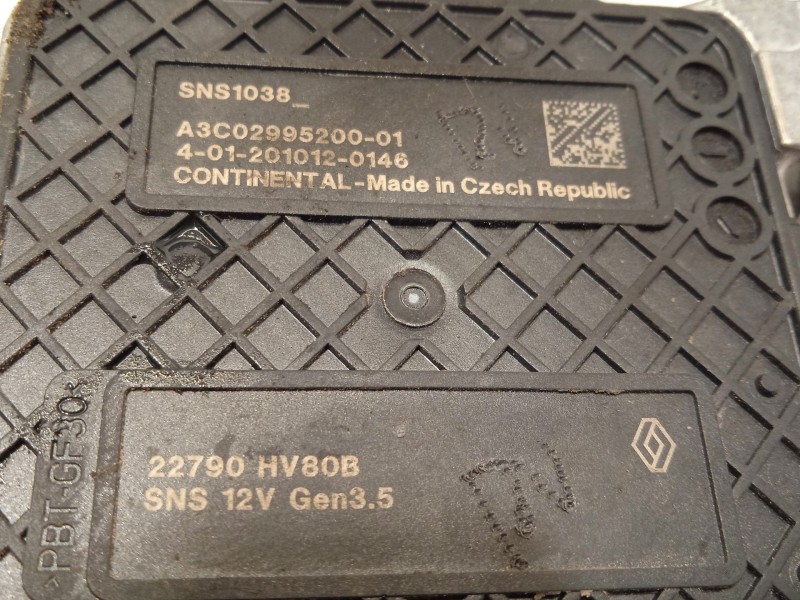 SNS1038_
A3C02995200-01
4-01-201012-0146
CONTINENTAL-Made in Czech Republic
22790 HV80B
SNS 12V Gen3.5
>PBT-GF30<